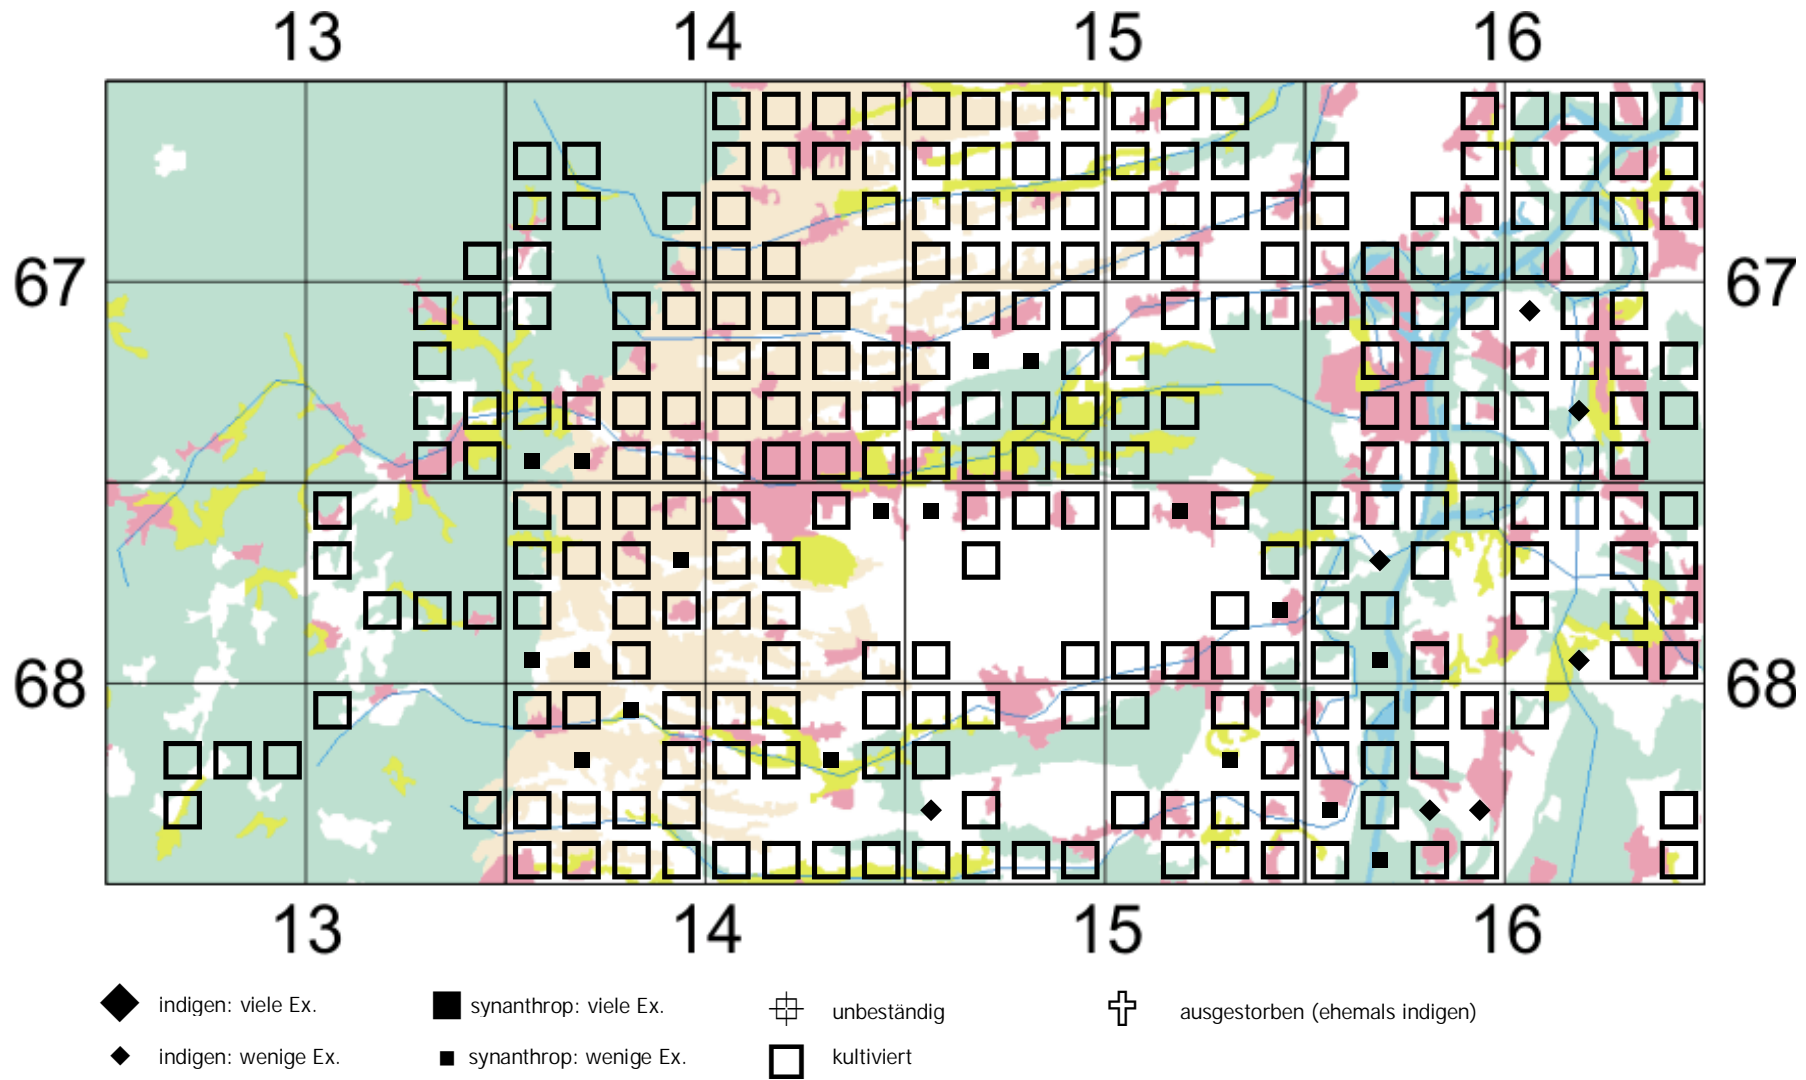 13 14 15 16
67 67
68 68
13 14 15 16
indigen: viele Ex. synanthrop: viele Ex. unbeständig ausgestorben (ehemals indigen)
indigen: wenige Ex. synanthrop: wenige Ex. kultiviert